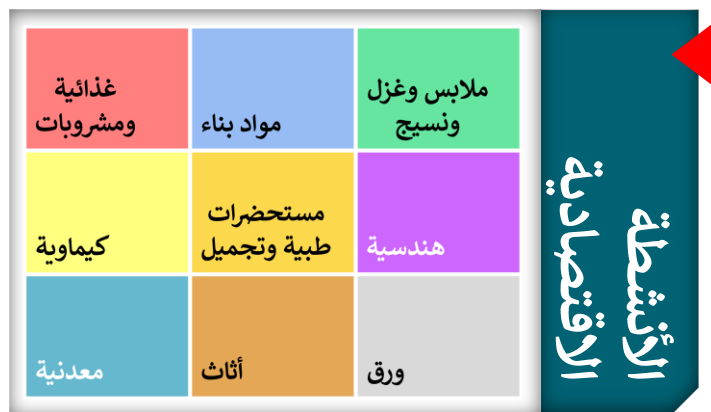 الأنشطة
الاقتصادية
ملابس وغزل
ونسيج
مواد بناء
غذائية
ومشروبات
هندسية
مستحضرات
طبية وتجميل
كيماوية
ورق
أثاث
معدنية